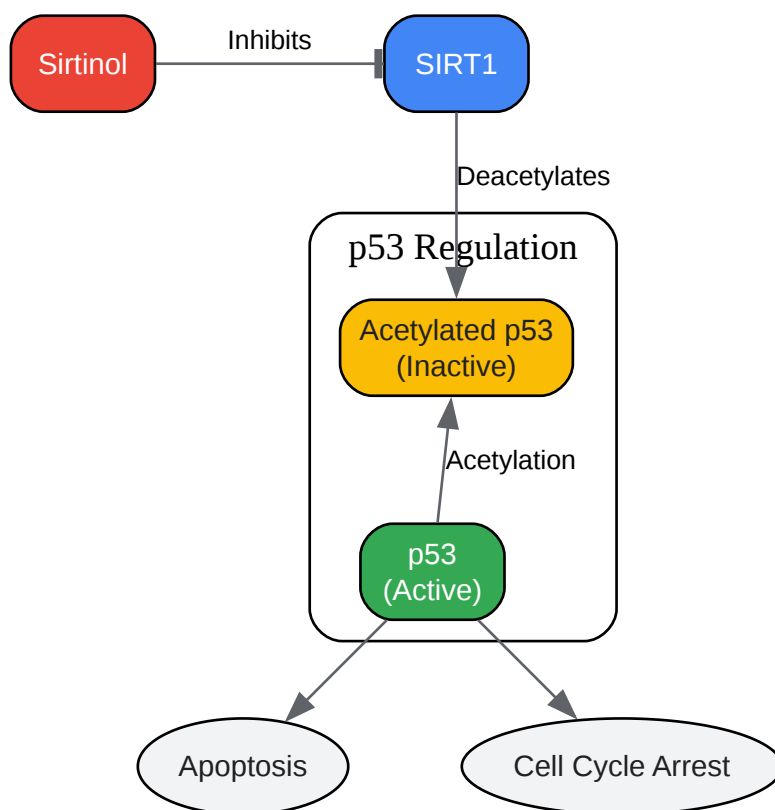 Sirtinol
Inhibits
SIRT1
Deacetylates
p53 Regulation
Acetylated p53
(Inactive)
Acetylation
p53
(Active)
Apoptosis
Cell Cycle Arrest